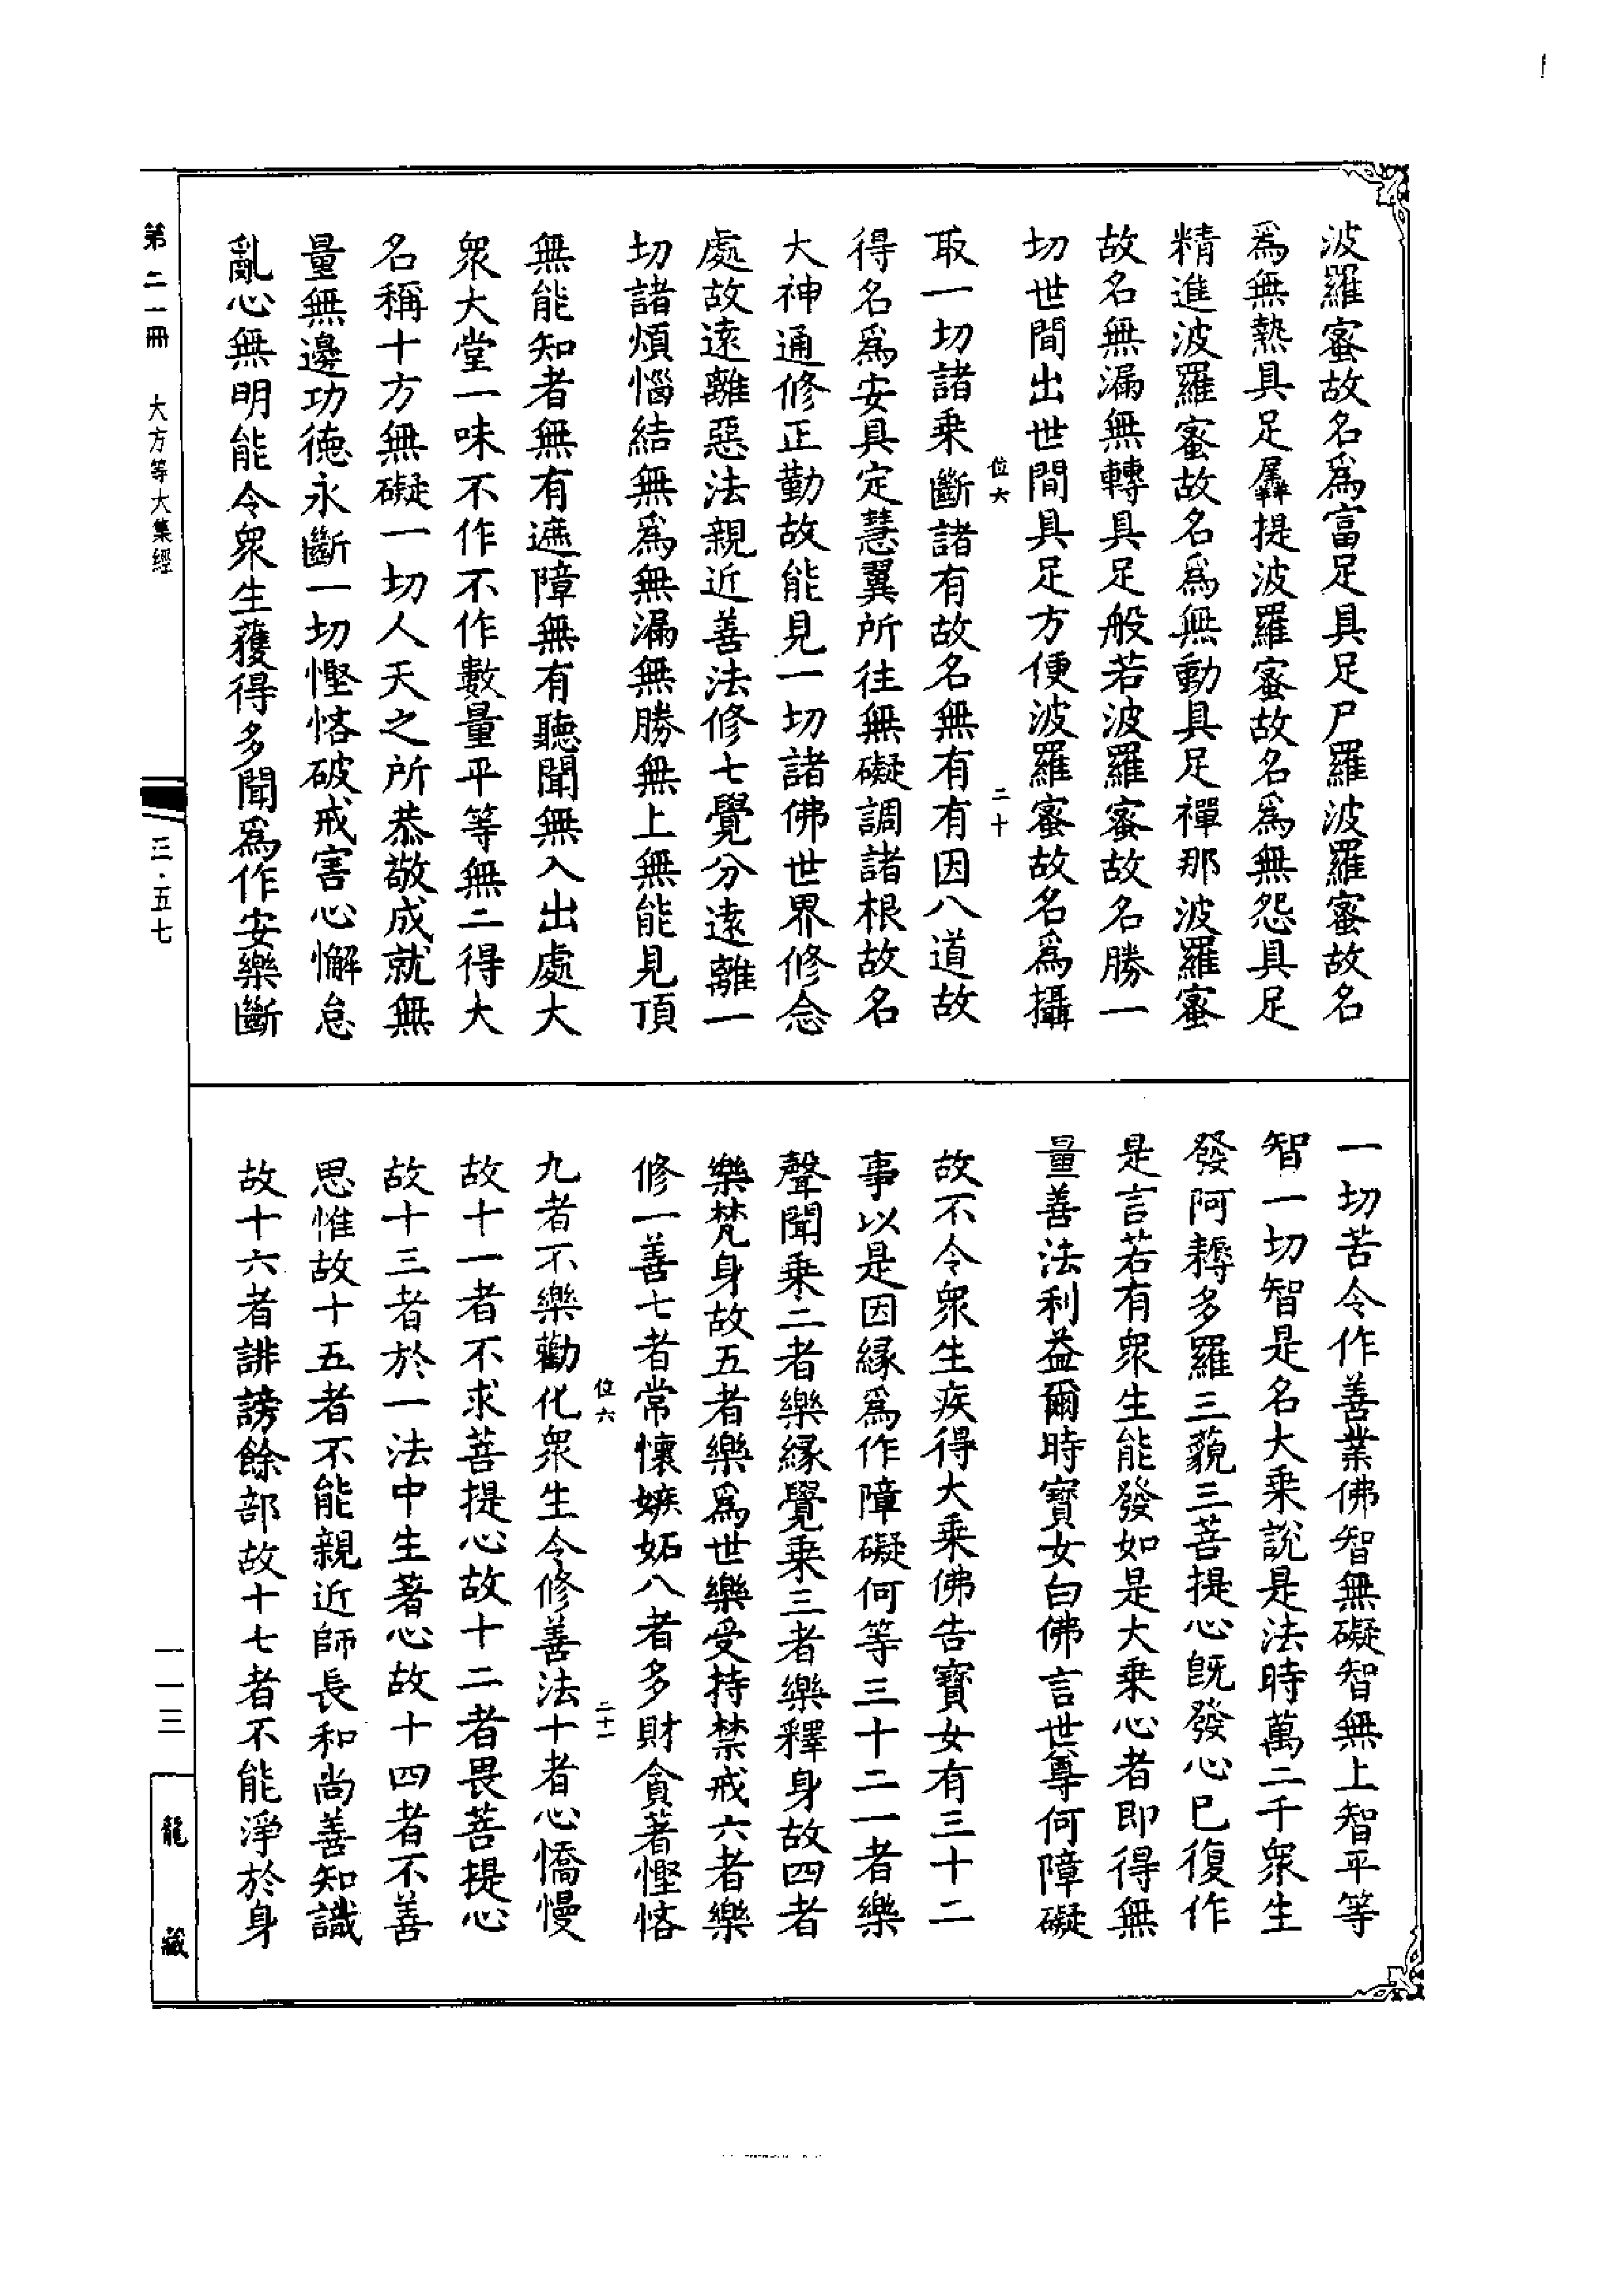 波羅蜜故名爲富足具足尸羅波羅蜜故名
爲無熱具足羼提波羅蜜故名爲無怨具足
精進波羅蜜故名爲無動具足禪那波羅蜜
故名無漏無轉具足般若波羅蜜故名勝一
切世間出世間具足方便波羅蜜故名爲攝
位六
二十
取一切諸乘斷諸有故名無有有因八道故
得名爲安具定慧翼所往無礙調諸根故名
大神通修正勤故能見一切諸佛世界修念
處故遠離惡法親近善法修七覺分遠離一
切諸煩惱結無爲無漏無勝無上無能見頂
無能知者無有遮障無有聽聞無入出處大
衆大堂一味不作不作數量平等無二得大
名稱十方無礙一切人天之所恭敬成就無
量無邊功德永斷一切慳悋破戒害心懈怠
亂心無明能令衆生獲得多聞爲作安樂斷
一切苦令作善業佛智無礙智無上智平等
智一切智是名大乘說是法時萬二千衆生
發阿耨多羅三藐三菩提心旣發心已復作
是言若有衆生能發如是大乘心者即得無
量善法利益爾時寶女白佛言世尊何障礙
故不令衆生疾得大乘佛告寶女有三十二
事以是因緣爲作障礙何等三十二一者樂
聲聞乘二者樂緣覺乘三者樂釋身故四者
樂梵身故五者樂爲世樂受持禁戒六者樂
修一善七者常懷嫉妬八者多財貪著慳悋
位六
二十一
九者不樂勸化衆生令修善法十者心憍慢
故十一者不求菩提心故十二者畏菩提心
故十三者於一法中生著心故十四者不善
思惟故十五者不能親近師長和尚善知識
故十六者誹謗餘部故十七者不能淨於身
第二一冊
大方等大集經
三·五七
一一三
龍藏